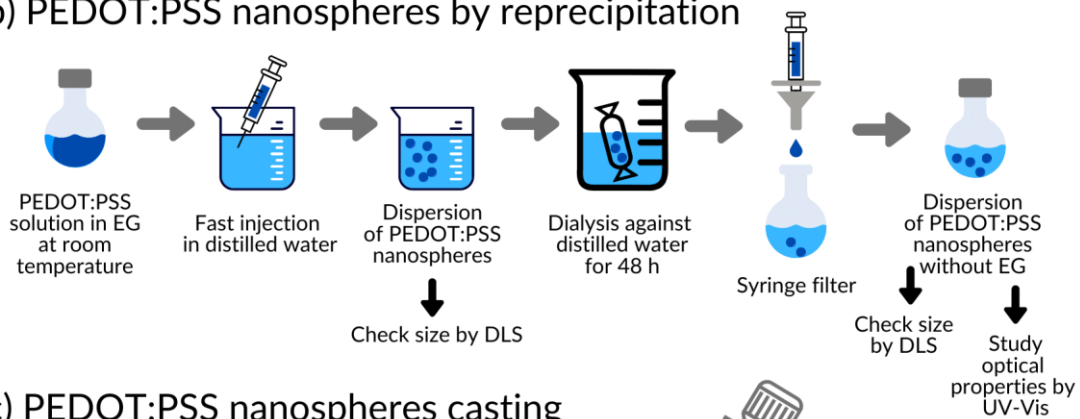 b) PEDOT:PSS nanospheres by reprecipitation
PEDOT:PSS
solution in EG
at room
temperature
Fast injection
in distilled water
Dispersion
of PEDOT:PSS
nanospheres
Check size by DLS
Dialysis against
distilled water
for 48 h
Syringe filter
Dispersion
of PEDOT:PSS
nanospheres
without EG
Check size
by DLS
Study
optical
properties by
UV-Vis
c) PEDOT:PSS nanospheres casting